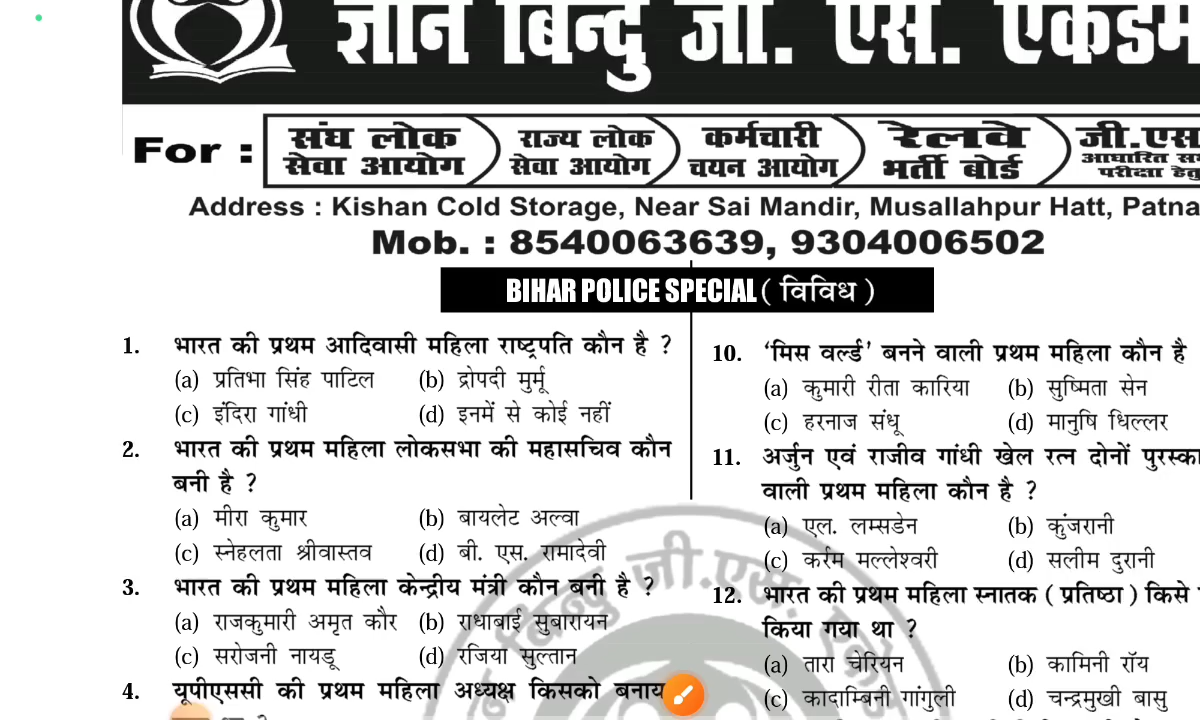 ज्ञान बिन्दु जी. एस. एकेडम
For :
संघ लोक सेवा आयोग
राज्य लोक सेवा आयोग
कर्मचारी चयन आयोग
रेलवे भर्ती बोर्ड
जी.एस
आधारित
परीक्षा हेतु
Address : Kishan Cold Storage, Near Sai Mandir, Musallahpur Hatt, Patna
Mob. : 8540063639, 9304006502
BIHAR POLICE SPECIAL ( विविध )
1. भारत की प्रथम आदिवासी महिला राष्ट्रपति कौन है ?
(a) प्रतिभा सिंह पाटिल (b) द्रोपदी मुर्मू
(c) इंदिरा गांधी (d) इनमें से कोई नहीं
2. भारत की प्रथम महिला लोकसभा की महासचिव कौन
बनी है ?
(a) मीरा कुमार (b) बायलेट अल्वा
(c) स्नेहलता श्रीवास्तव (d) बी. एस. रामादेवी
3. भारत की प्रथम महिला केन्द्रीय मंत्री कौन बनी है ?
(a) राजकुमारी अमृत कौर (b) राधाबाई सुबारायन
(c) सरोजनी नायडू (d) रजिया सुल्तान
4. यूपीएससी की प्रथम महिला अध्यक्ष किसको बनाय
10. ‘मिस वर्ल्ड’ बनने वाली प्रथम महिला कौन है
(a) कुमारी रीता कारिया (b) सुष्मिता सेन
(c) हरनाज संधू (d) मानुषि धिल्लर
11. अर्जुन एवं राजीव गांधी खेल रत्न दोनों पुरस्का
वाली प्रथम महिला कौन है ?
(a) एल. लम्सडेन (b) कुंजरानी
(c) कर्रम मल्लेश्वरी (d) सलीम दुरानी
12. भारत की प्रथम महिला स्नातक ( प्रतिष्ठा ) किसे
किया गया था ?
(a) तारा चेरियन (b) कामिनी रॉय
(c) कादाम्बिनी गांगुली (d) चन्द्रमुखी बासु